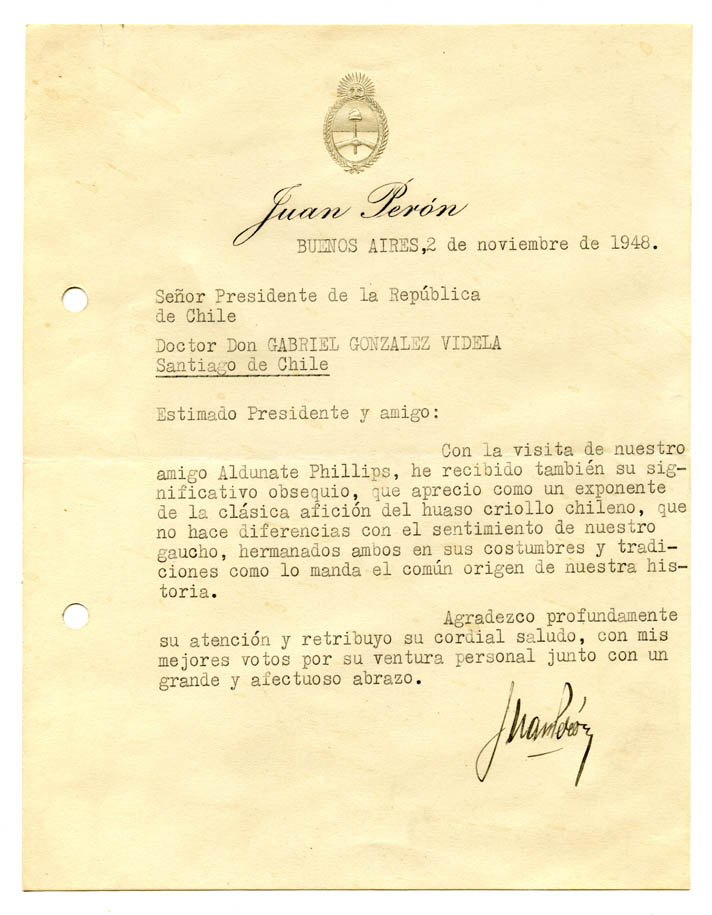 Juan Perón
BUENOS AIRES, 2 de noviembre de 1948.
Señor Presidente de la República
de Chile
Doctor Don GABRIEL GONZALEZ VIDELA
Santiago de Chile
Estimado Presidente y amigo:
Con la visita de nuestro
amigo Aldunate Phillips, he recibido también su sig-
nificativo obsequio, que aprecio como un exponente
de la clásica afición del huaso criollo chileno, que
no hace diferencias con el sentimiento de nuestro
gaucho, hermanados ambos en sus costumbres y tradi-
ciones como lo manda el común origen de nuestra his-
toria.
Agradezco profundamente
su atención y retribuyo su cordial saludo, con mis
mejores votos por su ventura personal junto con un
grande y afectuoso abrazo.
Juan Perón